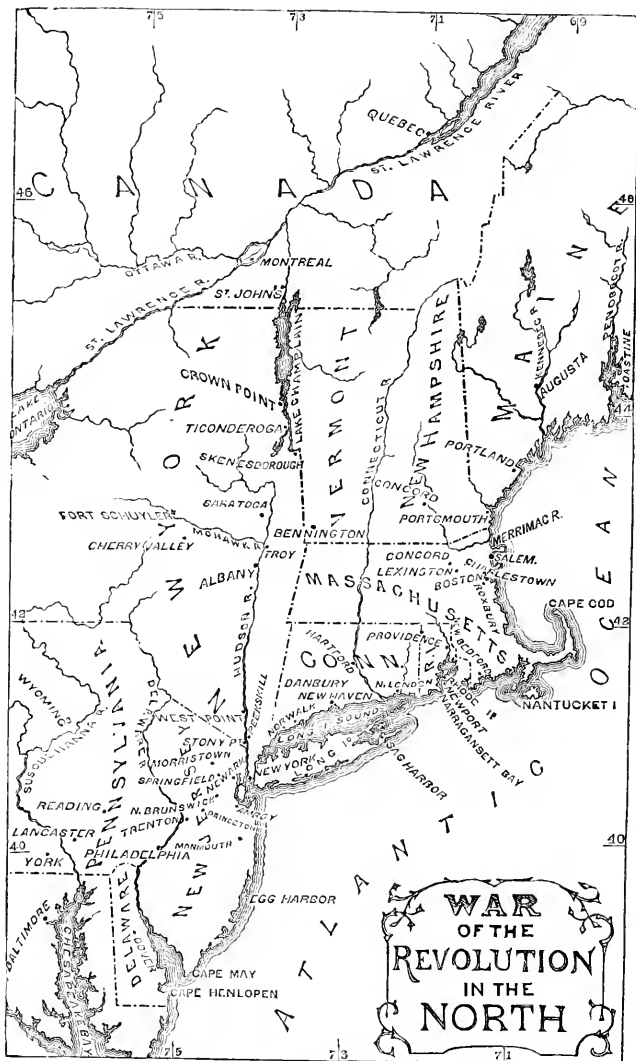 75
73
71
69
QUEBEC
ST. LAWRENCE RIVER
46
CANADA
46
OTTAWA R.
MONTREAL
ST. LAWRENCE R.
ST. JOHNS
MAINE
PENOBSCOT R.
CASTINE
KENNEBEC R.
AUGUSTA
LAKE ONTARIO
LAKE CHAMPLAIN
CROWN POINT
VERMONT
NEW HAMPSHIRE
44
TICONDEROGA
CONNECTICUT R.
SKENESBOROUGH
PORTLAND
NEW YORK
SARATOGA
CONCORD
FORT SCHUYLER
PORTSMOUTH
MOHAWK R.
BENNINGTON
MERRIMAC R.
CHERRY VALLEY
TROY
CONCORD
SALEM.
ALBANY
LEXINGTON
CHARLESTOWN
BOSTON
ROXBURY
MASSACHUSETTS
CAPE COD
42
42
HUDSON R.
HARTFORD
PROVIDENCE
NEW BEDFORD
CONN
R I
WYOMING
SUSQUEHANNA R.
PENNSYLVANIA
DELAWARE R.
PEEKSKILL
DANBURY
N. LONDON
NEW HAVEN
NEWPORT
NANTUCKET I
NARRAGANSETT BAY
WEST POINT
NORWALK
LONG I. SOUND
STONY PT.
MORRISTOWN
SPRINGFIELD
NEWARK
NEW YORK
LONG IS.
SAG HARBOR
READING
N. BRUNSWICK
AMBOY
TRENTON
PRINCETON
LANCASTER
MONMOUTH
40
40
YORK
PHILADELPHIA
NEW JERSEY
EGG HARBOR
BALTIMORE
DELAWARE
DOVER
CHESAPEAKE BAY
CAPE MAY
CAPE HENLOPEN
ATLANTIC
OCEAN
WAR
OF THE
REVOLUTION
IN THE
NORTH
75
73
71